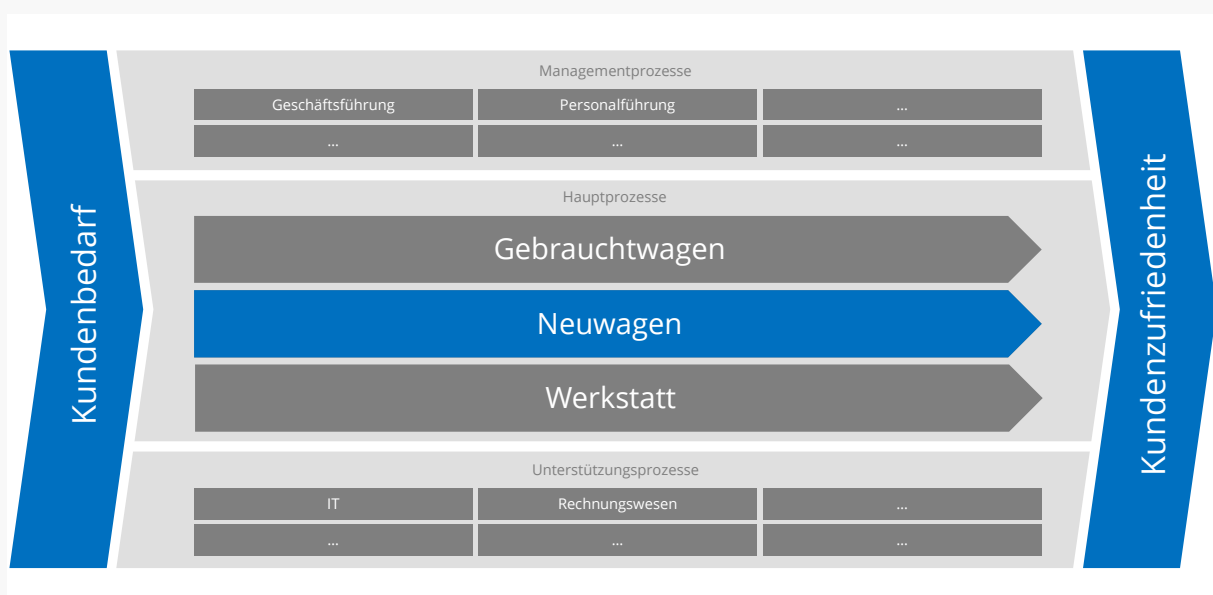 Kundenbedarf
Managementprozesse
Geschäftsführung
Personalführung
...
...
...
...
Hauptprozesse
Gebrauchtwagen
Neuwagen
Werkstatt
Unterstützungsprozesse
IT
Rechnungswesen
...
...
...
...
Kundenzufriedenheit